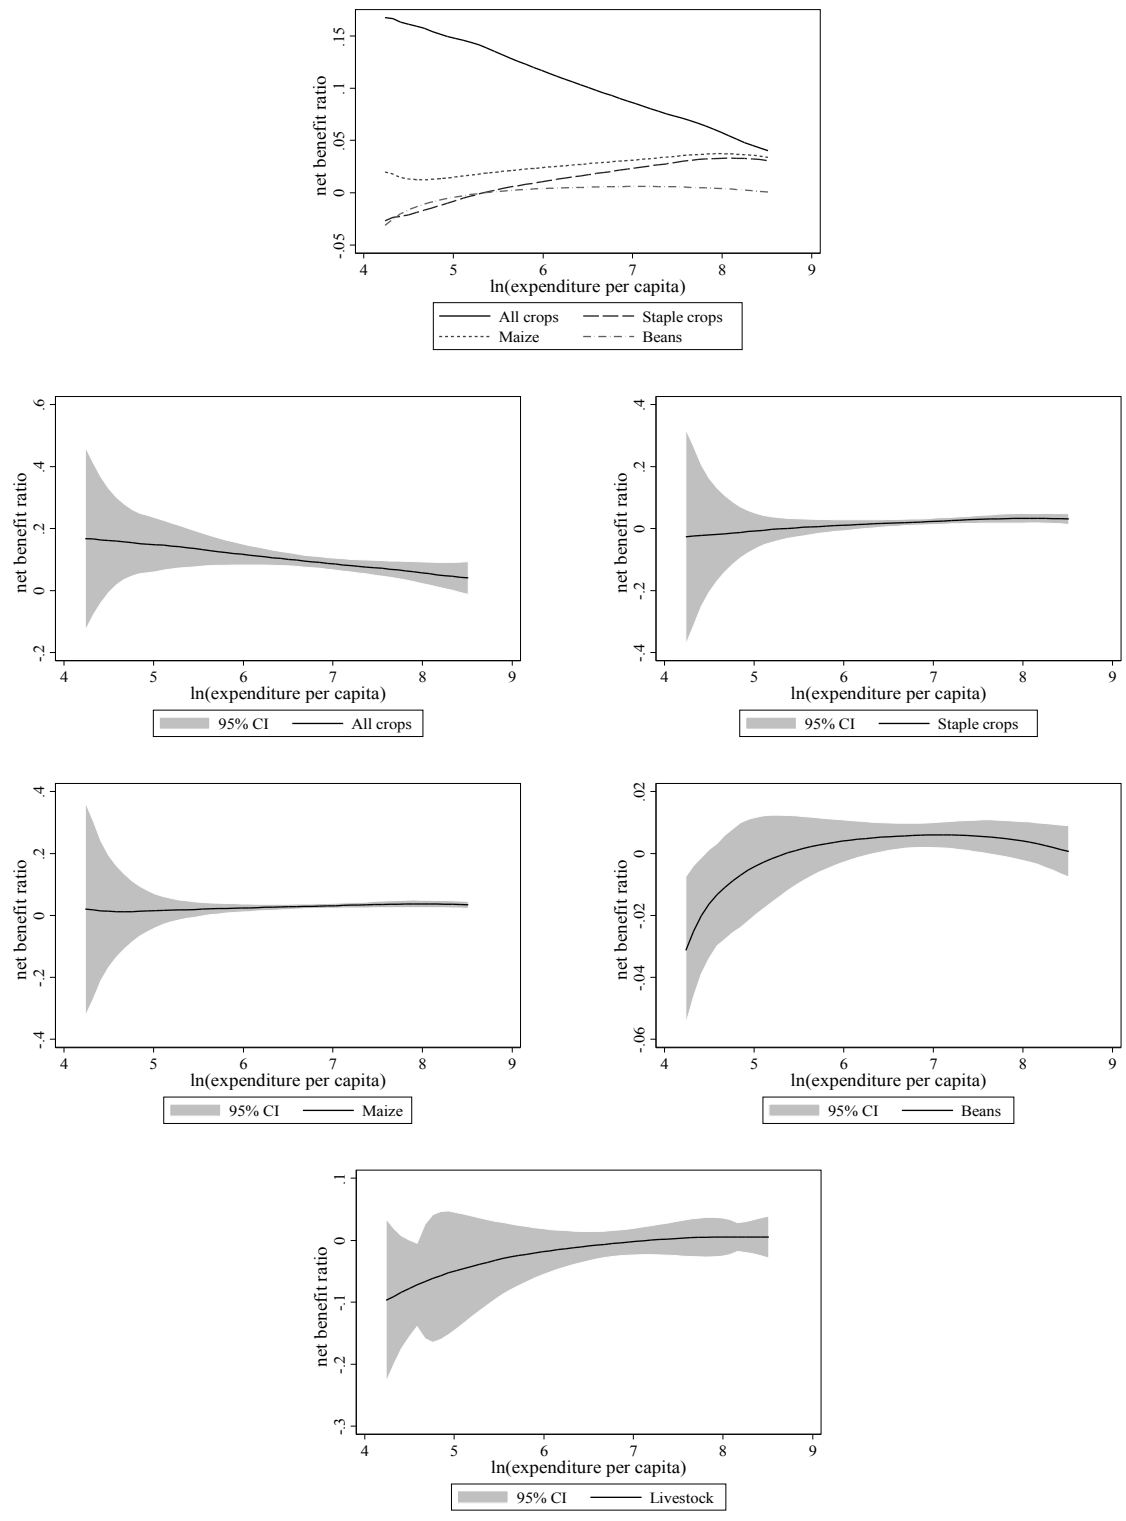 net benefit ratio
.15
.1
.05
0
-.05
4 5 6 7 8 9
ln(expenditure per capita)
All crops Staple crops
Maize Beans
net benefit ratio
.6
.4
.2
0
-.2
4 5 6 7 8 9
ln(expenditure per capita)
95% CI All crops
net benefit ratio
.4
.2
0
-.2
-.4
4 5 6 7 8 9
ln(expenditure per capita)
95% CI Staple crops
net benefit ratio
.4
.2
0
-.2
-.4
4 5 6 7 8 9
ln(expenditure per capita)
95% CI Maize
net benefit ratio
.02
0
-.02
-.04
-.06
4 5 6 7 8 9
ln(expenditure per capita)
95% CI Beans
net benefit ratio
.1
0
-.1
-.2
-.3
4 5 6 7 8 9
ln(expenditure per capita)
95% CI Livestock